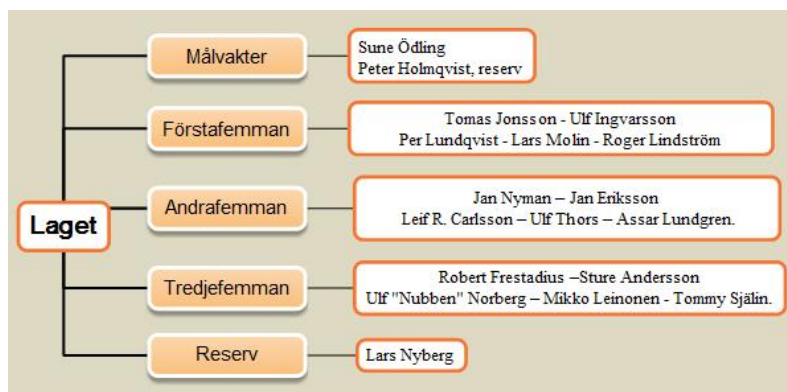 Laget
Målvakter
Sune Ödling
Peter Holmqvist, reserv
Förstafemman
Tomas Jonsson - Ulf Ingvarsson
Per Lundqvist - Lars Molin - Roger Lindström
Andrafemman
Jan Nyman – Jan Eriksson
Leif R. Carlsson – Ulf Thors – Assar Lundgren.
Tredjefemman
Robert Frestadius –Sture Andersson
Ulf "Nubben" Norberg – Mikko Leinonen - Tommy Själin.
Reserv
Lars Nyberg